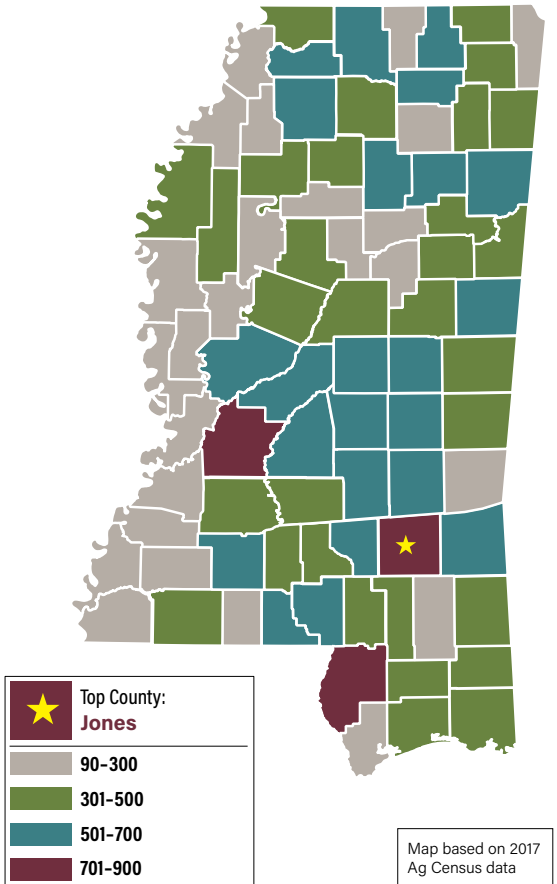 Top County:
Jones
90–300
301–500
501–700
701–900
Map based on 2017
Ag Census data